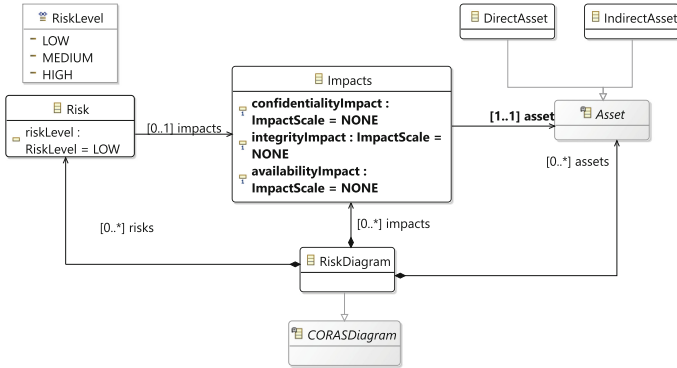 RiskLevel
LOW
MEDIUM
HIGH
DirectAsset
IndirectAsset
Impacts
confidentialityImpact :
ImpactScale = NONE
integrityImpact : ImpactScale =
NONE
availabilityImpact :
ImpactScale = NONE
Risk
riskLevel :
RiskLevel = LOW
[0..1] impacts
[1..1] asset
Asset
[0..*] assets
[0..*] risks
[0..*] impacts
RiskDiagram
CORASDiagram